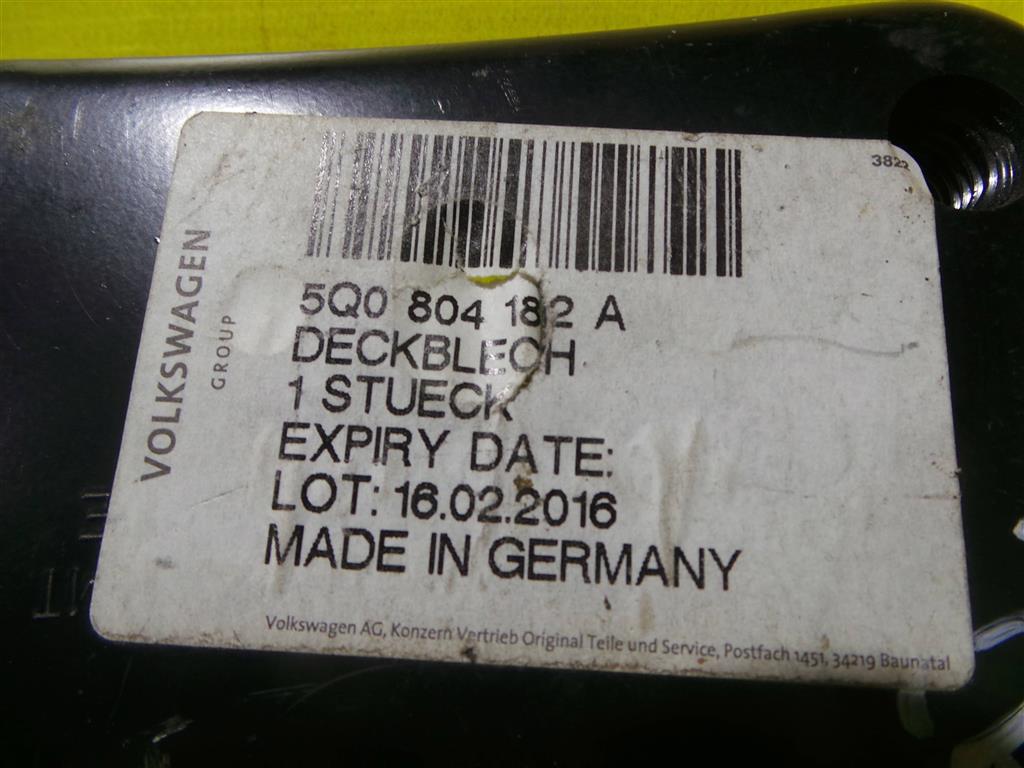 382
5Q0 804 182 A
DECKBLECH
1 STUECK
EXPIRY DATE:
LOT: 16.02.2016
MADE IN GERMANY
Volkswagen AG, Konzern Vertrieb Original Teile und Service, Postfach 1451, 34219 Baunatal
VOLKSWAGEN
GROUP